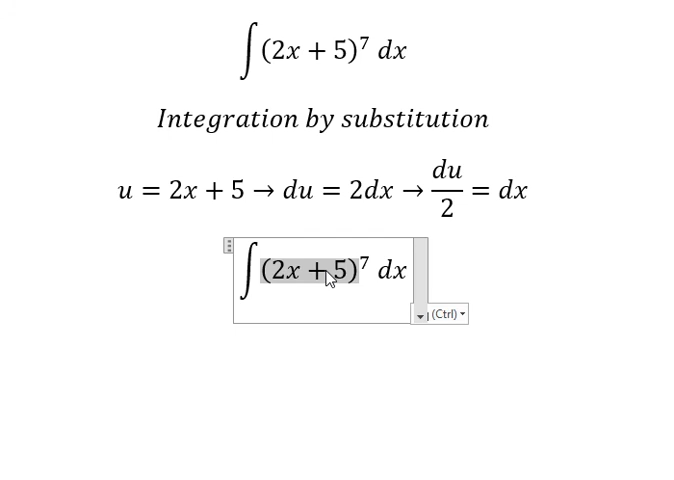 ∫(2x + 5)⁷ dx
Integration by substitution
u = 2x + 5 → du = 2dx → du/2 = dx
∫(2x + 5)⁷ dx
(Ctrl)